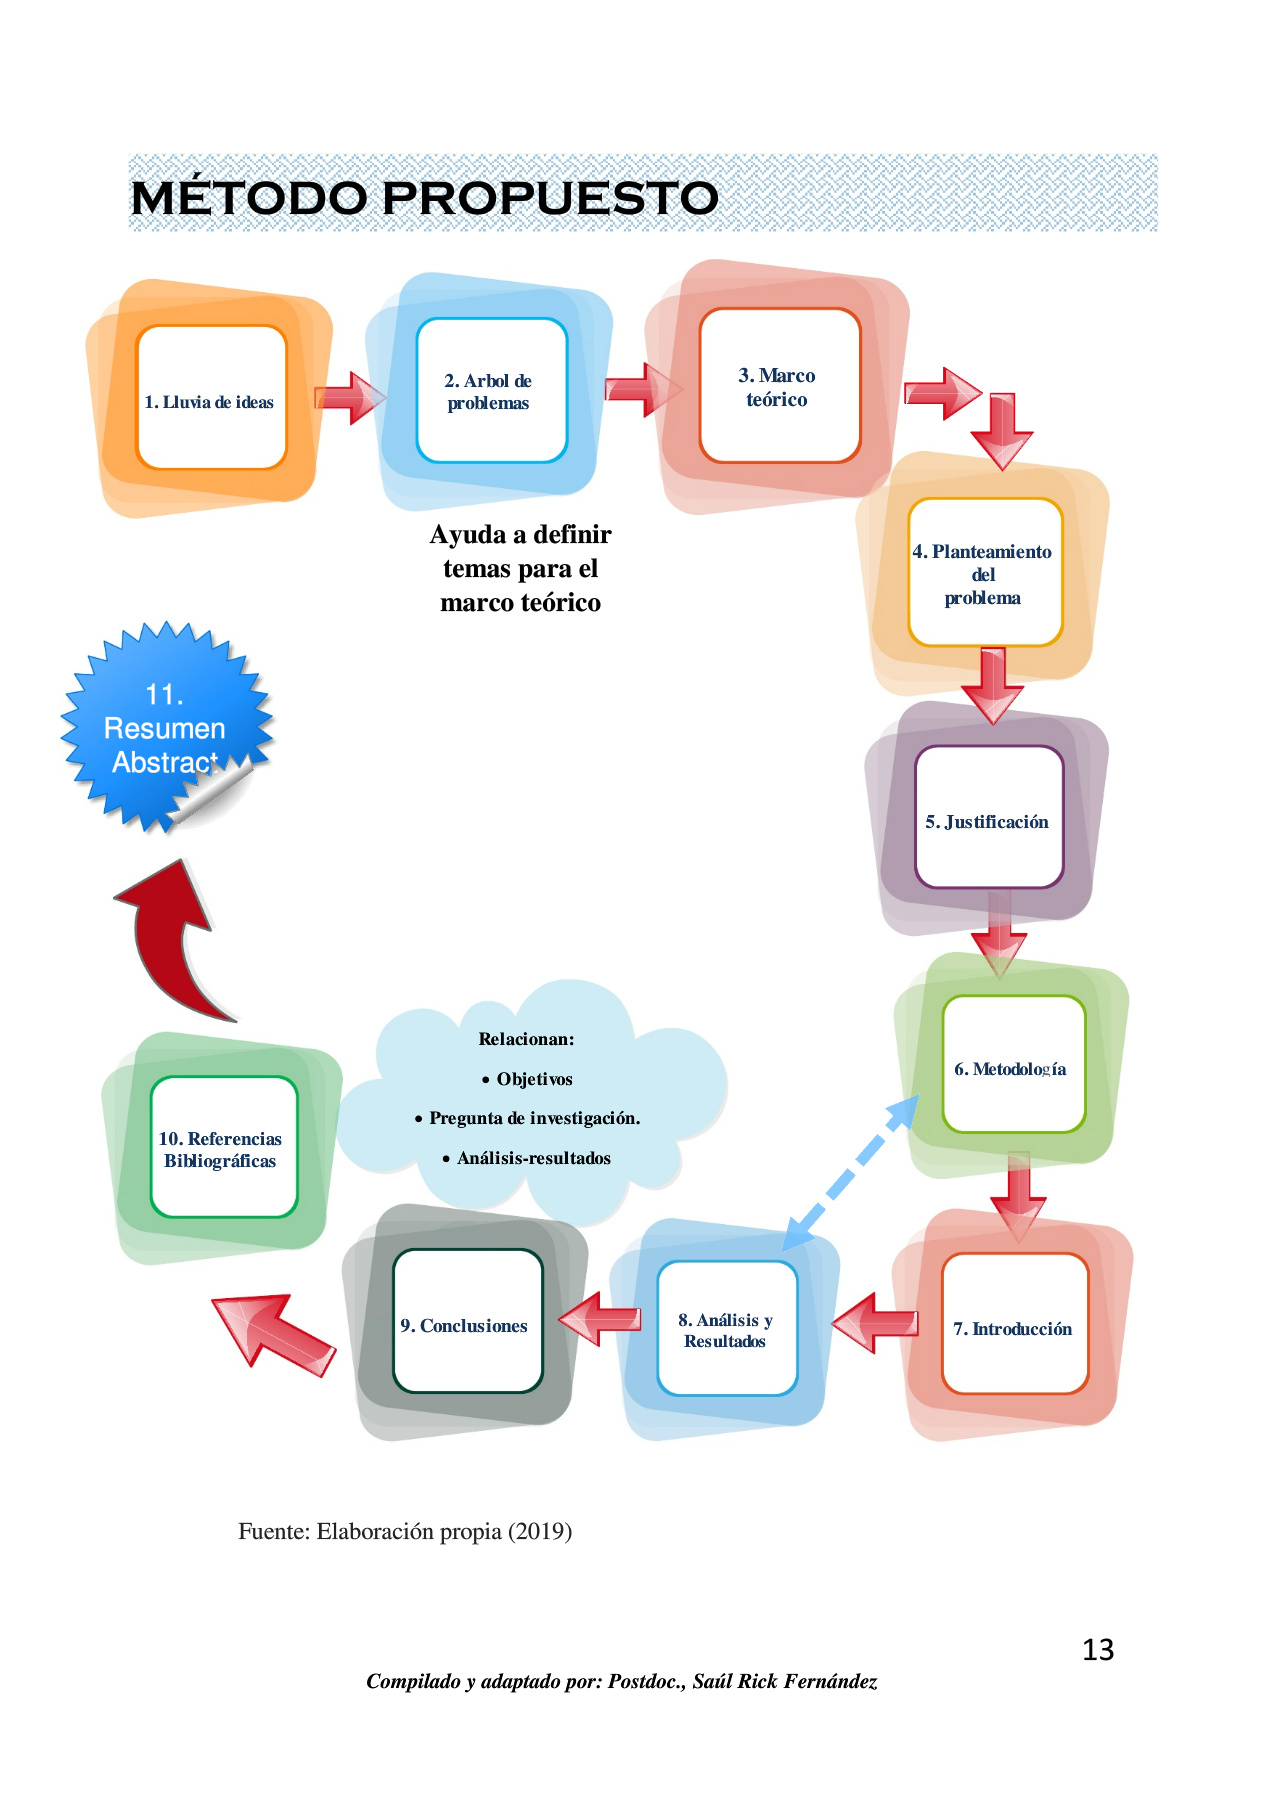 MÉTODO PROPUESTO
1. Lluvia de ideas
2. Arbol de
problemas
3. Marco
teórico
Ayuda a definir
temas para el
marco teórico
4. Planteamiento
del
problema
11.
Resumen
Abstract
5. Justificación
6. Metodología
Relacionan:
• Objetivos
• Pregunta de investigación.
• Análisis-resultados
10. Referencias
Bibliográficas
9. Conclusiones
8. Análisis y
Resultados
7. Introducción
Fuente: Elaboración propia (2019)
13
Compilado y adaptado por: Postdoc., Saúl Rick Fernández